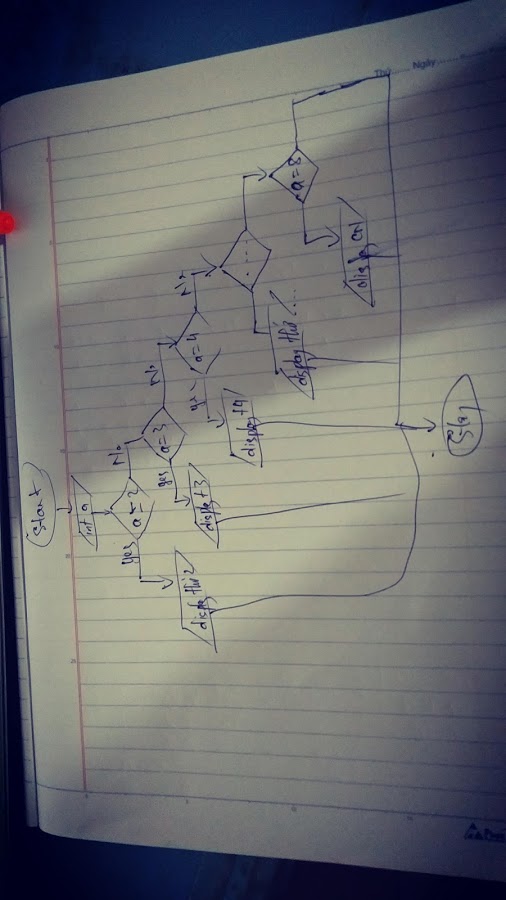 Start
int a
a = 2
No
yes
display thứ 2
a = 3
No
yes
display t3
a = 4
No
yes
display t4
.....
display thứ ...
a = 8
display cn
Thứ
Ngày